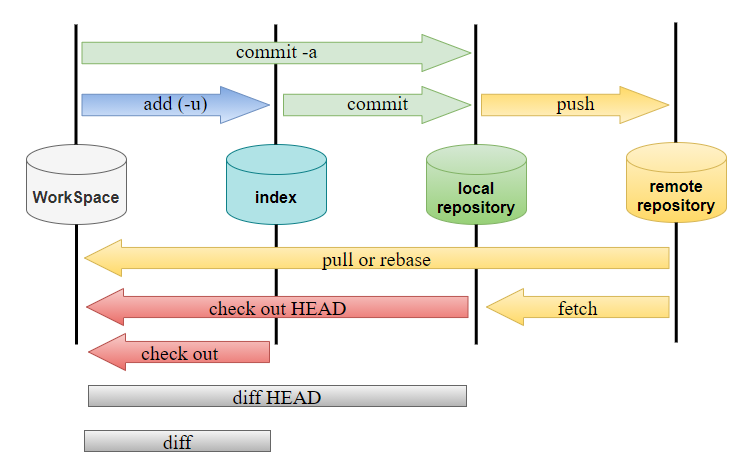 commit -a
add (-u)
commit
push
WorkSpace
index
local
repository
remote
repository
pull or rebase
check out HEAD
fetch
check out
diff HEAD
diff